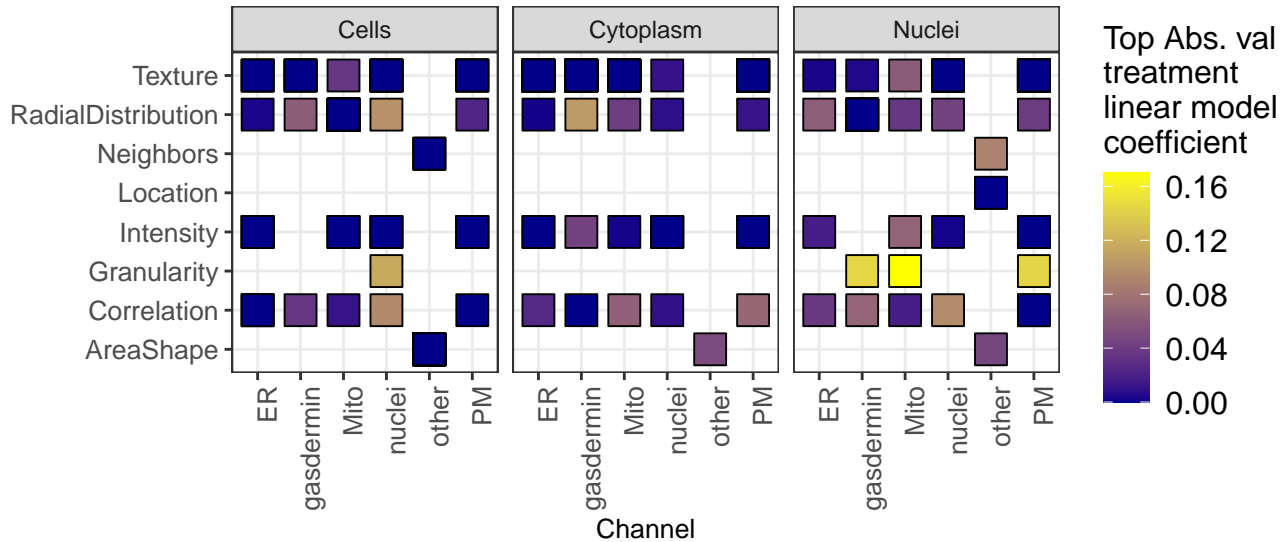 Cells Cytoplasm Nuclei
Texture
RadialDistribution
Neighbors
Location
Intensity
Granularity
Correlation
AreaShape
ER gasdermin Mito nuclei other PM ER gasdermin Mito nuclei other PM ER gasdermin Mito nuclei other PM
Channel
Top Abs. val
treatment
linear model
coefficient
0.16
0.12
0.08
0.04
0.00